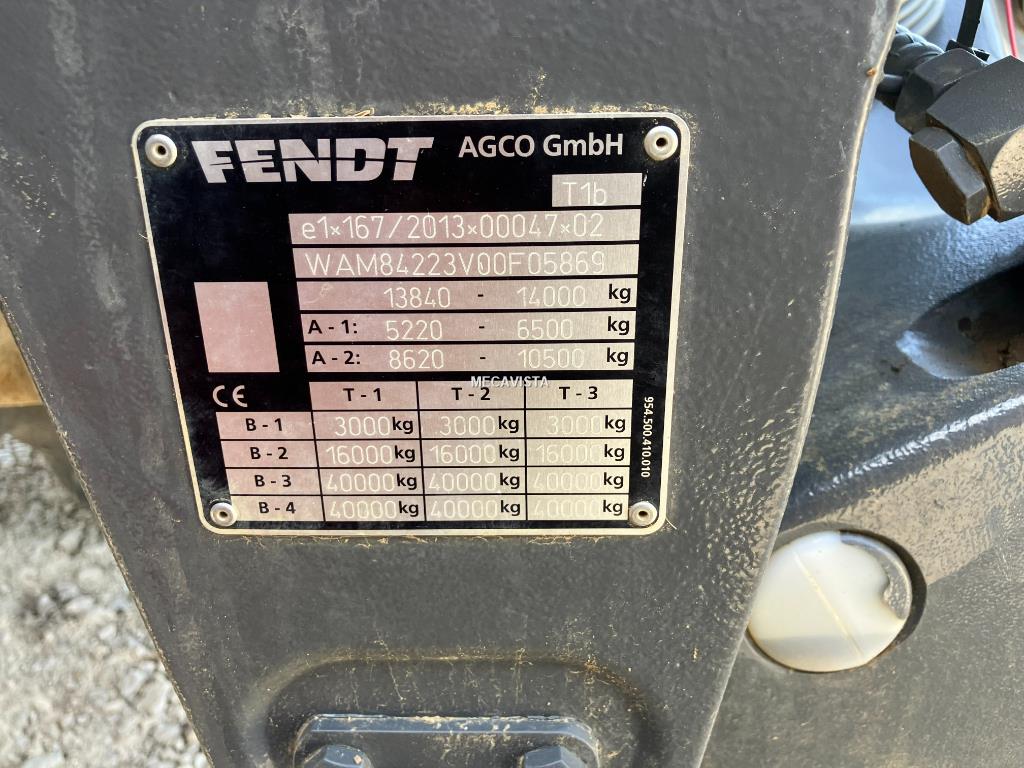 FENDT AGCO GmbH
T1b
e1*167/2013*00047*02
WAM84223V00F05869
13840 - 14000 kg
A - 1: 5220 - 6500 kg
A - 2: 8620 - 10500 kg
MECAVISTA
CE T - 1 T - 2 T - 3
B - 1 3000 kg 3000 kg 3000 kg
B - 2 16000 kg 16000 kg 16000 kg
B - 3 40000 kg 40000 kg 40000 kg
B - 4 40000 kg 40000 kg 40000 kg
954.500.410.010